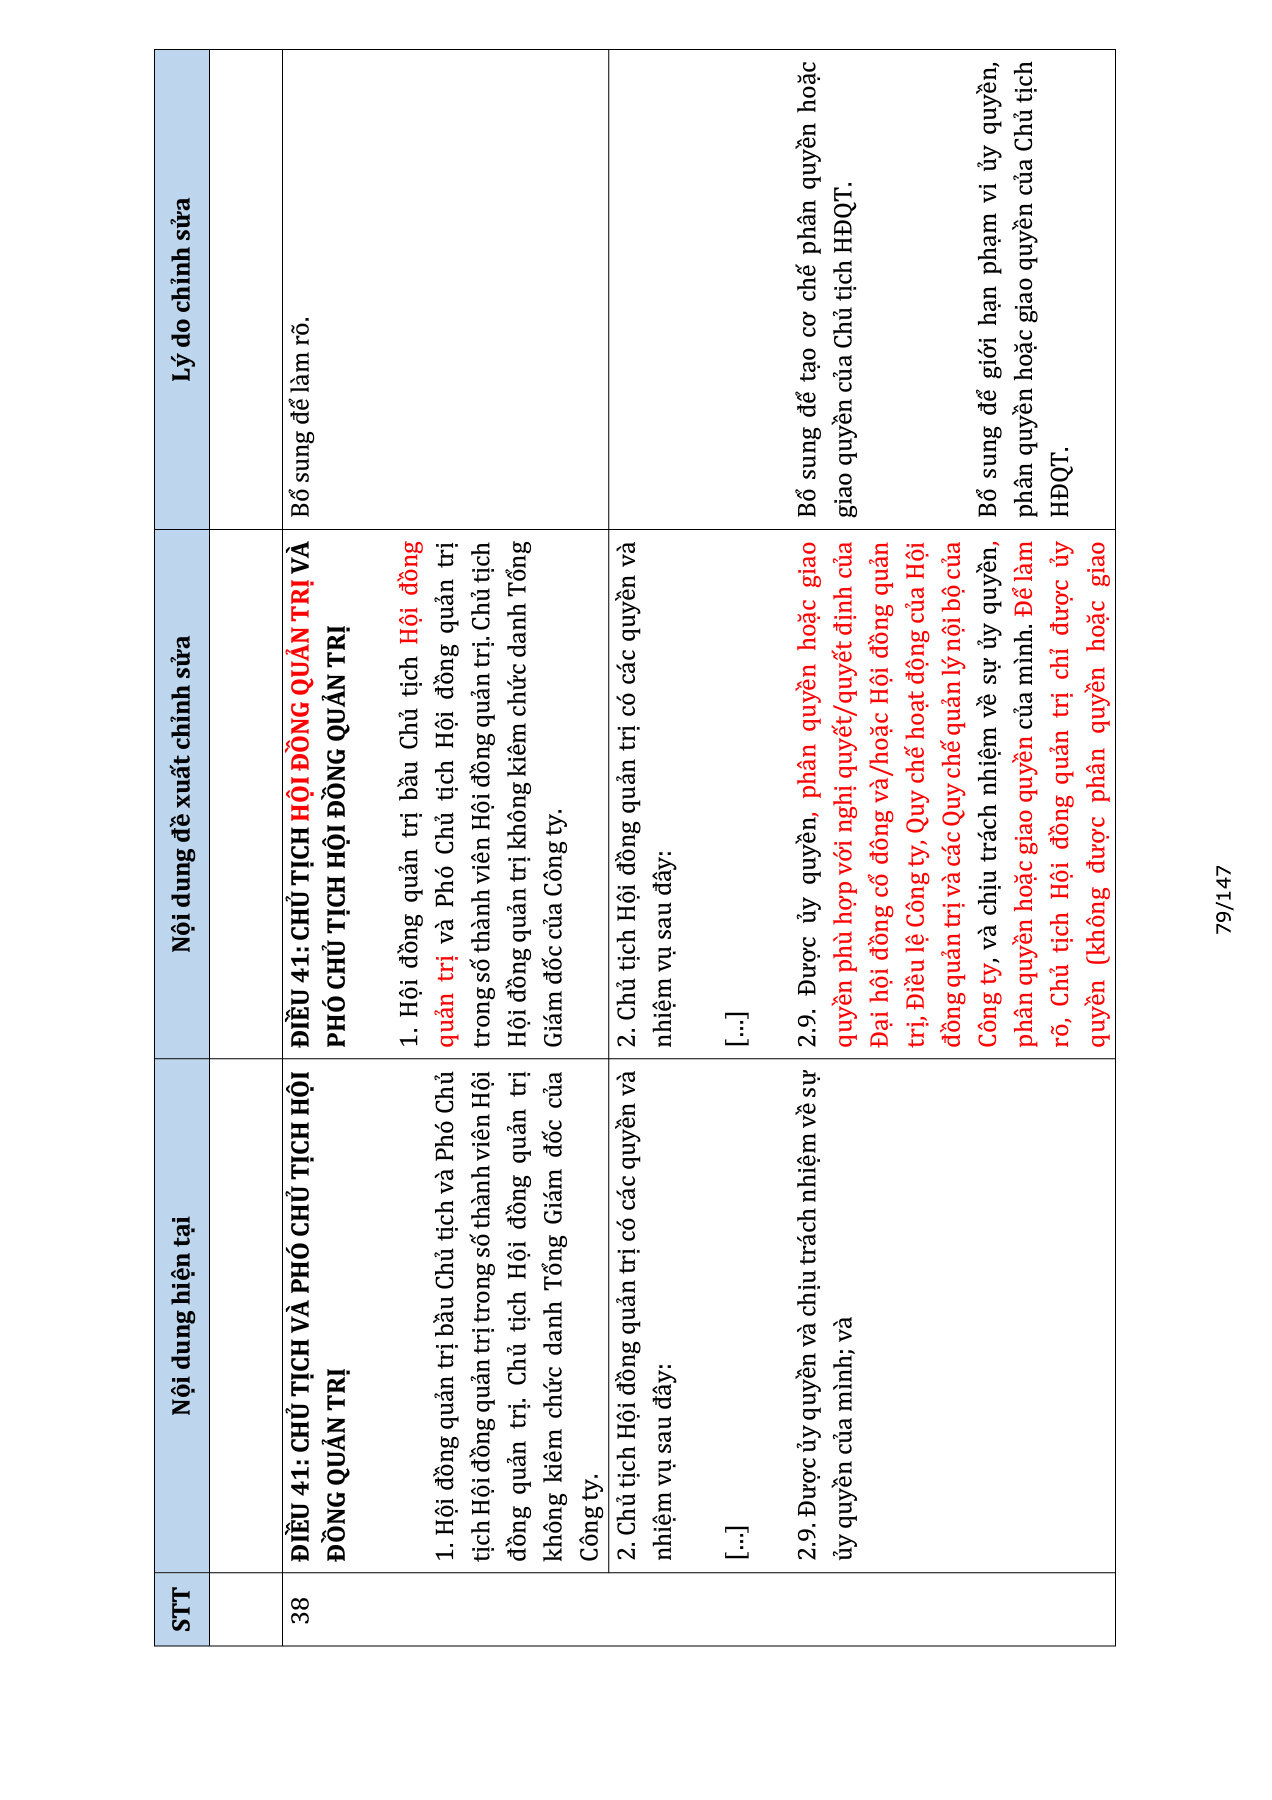 STT
Nội dung hiện tại
Nội dung đề xuất chỉnh sửa
Lý do chỉnh sửa
38
ĐIỀU 41: CHỦ TỊCH VÀ PHÓ CHỦ TỊCH HỘI
ĐỒNG QUẢN TRỊ
1. Hội đồng quản trị bầu Chủ tịch và Phó Chủ
tịch Hội đồng quản trị trong số thành viên Hội
đồng quản trị. Chủ tịch Hội đồng quản trị
không kiêm chức danh Tổng Giám đốc của
Công ty.
ĐIỀU 41: CHỦ TỊCH HỘI ĐỒNG QUẢN TRỊ VÀ
PHÓ CHỦ TỊCH HỘI ĐỒNG QUẢN TRỊ
1. Hội đồng quản trị bầu Chủ tịch Hội đồng
quản trị và Phó Chủ tịch Hội đồng quản trị
trong số thành viên Hội đồng quản trị. Chủ tịch
Hội đồng quản trị không kiêm chức danh Tổng
Giám đốc của Công ty.
Bổ sung để làm rõ.
2. Chủ tịch Hội đồng quản trị có các quyền và
nhiệm vụ sau đây:
[...]
2.9. Được ủy quyền và chịu trách nhiệm về sự
ủy quyền của mình; và
2. Chủ tịch Hội đồng quản trị có các quyền và
nhiệm vụ sau đây:
[...]
2.9. Được ủy quyền, phân quyền hoặc giao
quyền phù hợp với nghị quyết/quyết định của
Đại hội đồng cổ đông và/hoặc Hội đồng quản
trị, Điều lệ Công ty, Quy chế hoạt động của Hội
đồng quản trị và các Quy chế quản lý nội bộ của
Công ty, và chịu trách nhiệm về sự ủy quyền,
phân quyền hoặc giao quyền của mình. Để làm
rõ, Chủ tịch Hội đồng quản trị chỉ được ủy
quyền (không được phân quyền hoặc giao
Bổ sung để tạo cơ chế phân quyền hoặc
giao quyền của Chủ tịch HĐQT.
Bổ sung để giới hạn phạm vi ủy quyền,
phân quyền hoặc giao quyền của Chủ tịch
HĐQT.
79/147